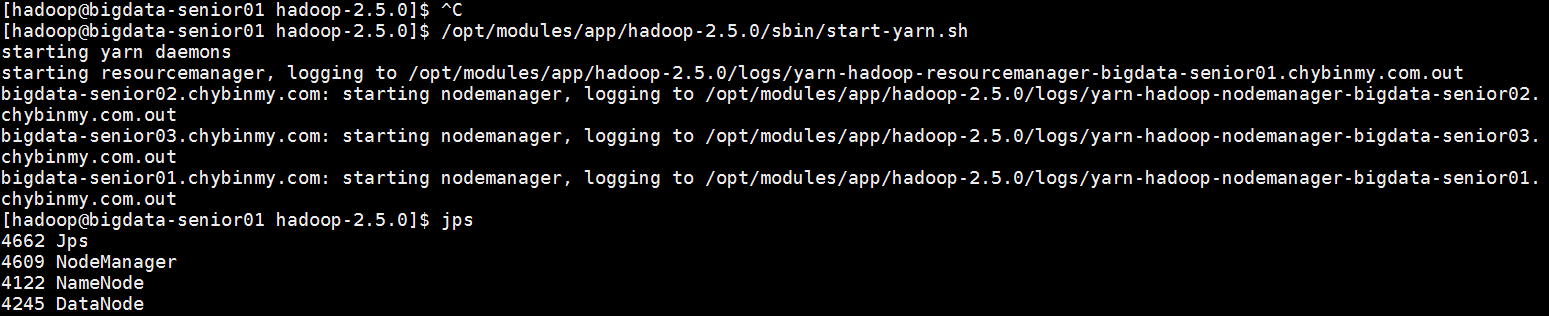 [hadoop@bigdata-senior01 hadoop-2.5.0]$ ^C
[hadoop@bigdata-senior01 hadoop-2.5.0]$ /opt/modules/app/hadoop-2.5.0/sbin/start-yarn.sh
starting yarn daemons
starting resourcemanager, logging to /opt/modules/app/hadoop-2.5.0/logs/yarn-hadoop-resourcemanager-bigdata-senior01.chybinmy.com.out
bigdata-senior02.chybinmy.com: starting nodemanager, logging to /opt/modules/app/hadoop-2.5.0/logs/yarn-hadoop-nodemanager-bigdata-senior02.
chybinmy.com.out
bigdata-senior03.chybinmy.com: starting nodemanager, logging to /opt/modules/app/hadoop-2.5.0/logs/yarn-hadoop-nodemanager-bigdata-senior03.
chybinmy.com.out
bigdata-senior01.chybinmy.com: starting nodemanager, logging to /opt/modules/app/hadoop-2.5.0/logs/yarn-hadoop-nodemanager-bigdata-senior01.
chybinmy.com.out
[hadoop@bigdata-senior01 hadoop-2.5.0]$ jps
4662 Jps
4609 NodeManager
4122 NameNode
4245 DataNode